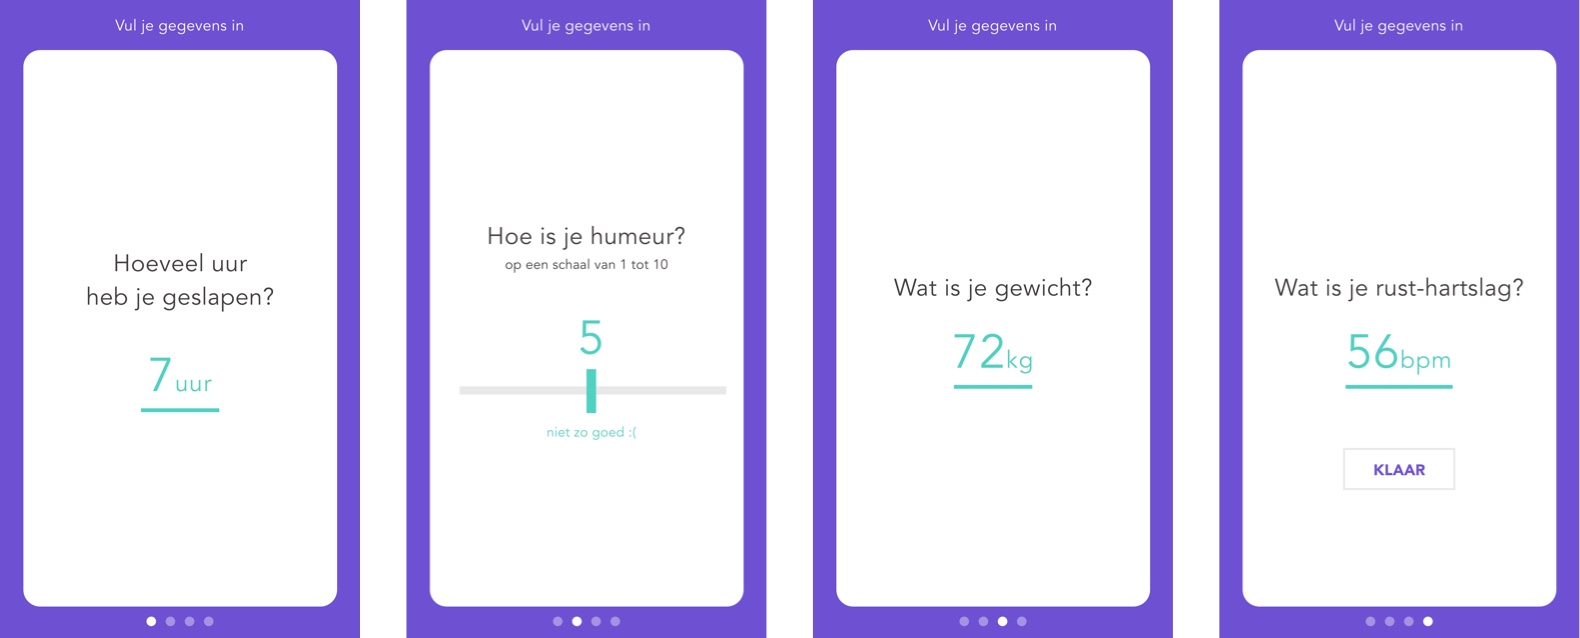 Vul je gegevens in
Hoeveel uur
heb je geslapen?
7 uur
Vul je gegevens in
Hoe is je humeur?
op een schaal van 1 tot 10
5
niet zo goed :(
Vul je gegevens in
Wat is je gewicht?
72kg
Vul je gegevens in
Wat is je rust-hartslag?
56bpm
KLAAR